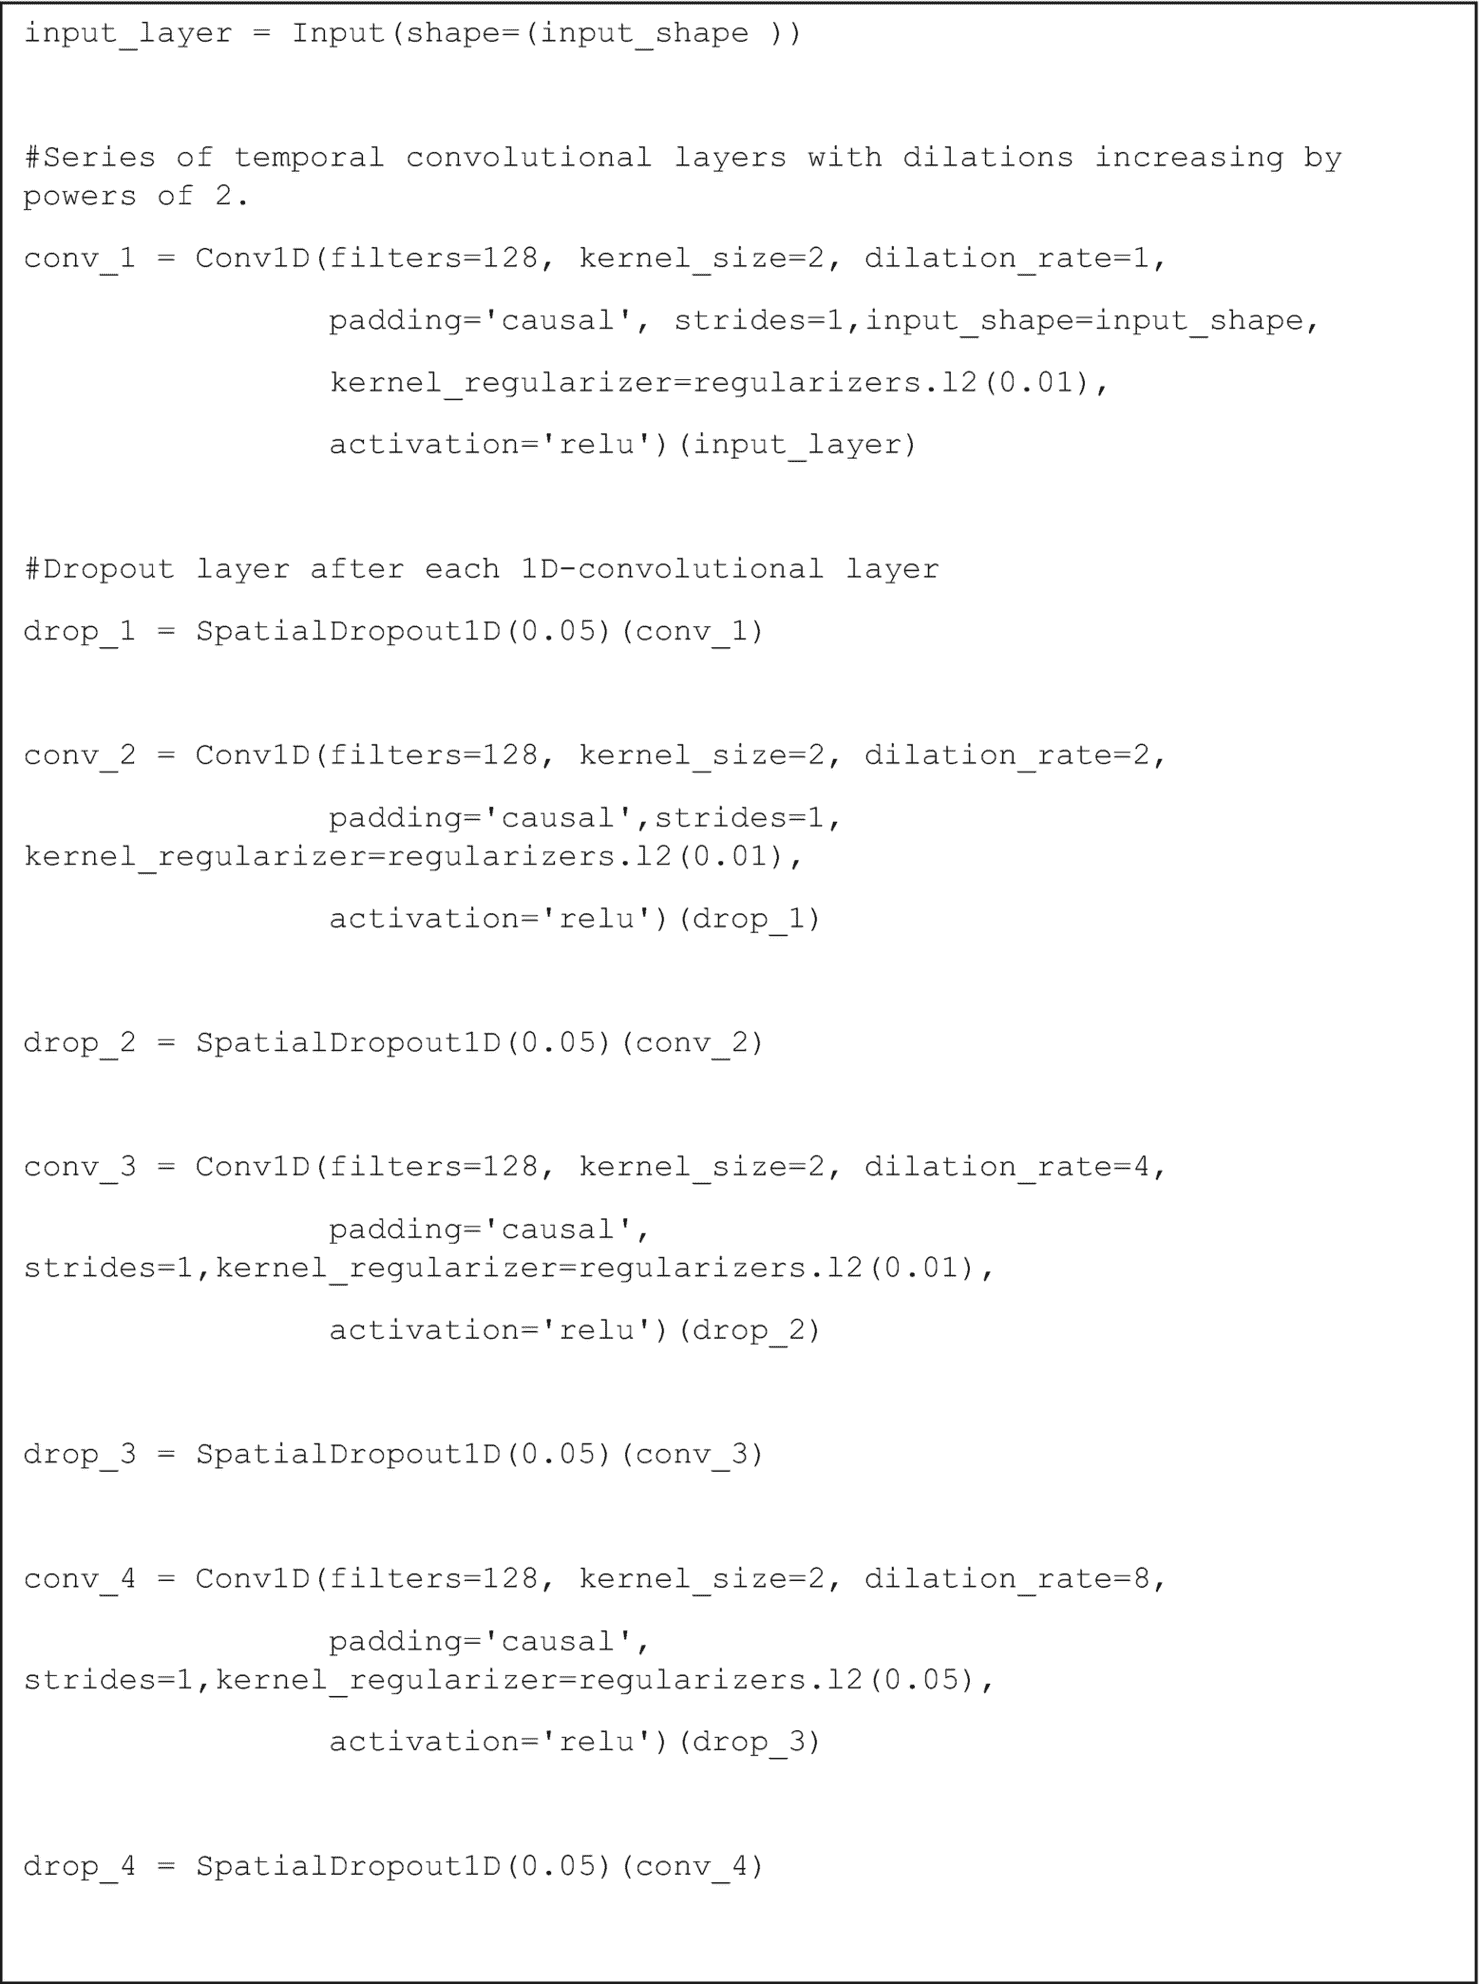 input_layer = Input(shape=(input_shape ))
#Series of temporal convolutional layers with dilations increasing by
powers of 2.
conv_1 = Conv1D(filters=128, kernel_size=2, dilation_rate=1,
padding='causal', strides=1,input_shape=input_shape,
kernel_regularizer=regularizers.l2(0.01),
activation='relu')(input_layer)
#Dropout layer after each 1D-convolutional layer
drop_1 = SpatialDropout1D(0.05)(conv_1)
conv_2 = Conv1D(filters=128, kernel_size=2, dilation_rate=2,
padding='causal',strides=1,
kernel_regularizer=regularizers.l2(0.01),
activation='relu')(drop_1)
drop_2 = SpatialDropout1D(0.05)(conv_2)
conv_3 = Conv1D(filters=128, kernel_size=2, dilation_rate=4,
padding='causal',
strides=1,kernel_regularizer=regularizers.l2(0.01),
activation='relu')(drop_2)
drop_3 = SpatialDropout1D(0.05)(conv_3)
conv_4 = Conv1D(filters=128, kernel_size=2, dilation_rate=8,
padding='causal',
strides=1,kernel_regularizer=regularizers.l2(0.05),
activation='relu')(drop_3)
drop_4 = SpatialDropout1D(0.05)(conv_4)